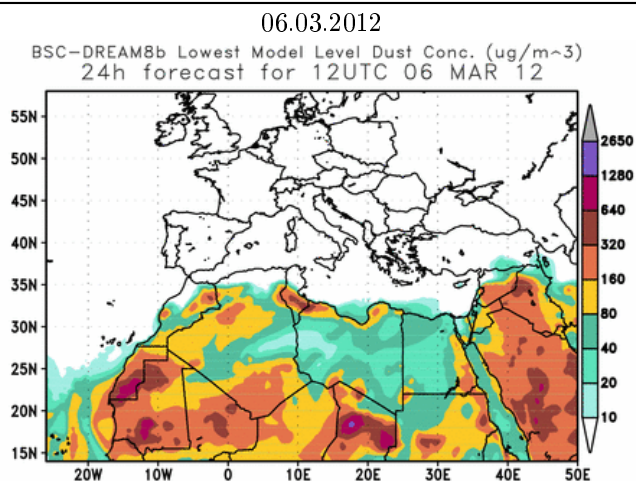 06.03.2012
BSC-DREAM8b Lowest Model Level Dust Conc. (ug/m^3)
24h forecast for 12UTC 06 MAR 12
55N
50N
45N
40N
35N
30N
25N
20N
15N
20W 10W 0 10E 20E 30E 40E 50E
2650
1280
640
320
160
80
40
20
10